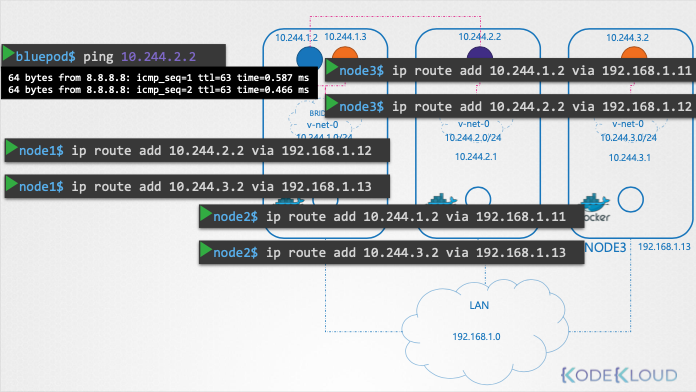 10.244.1.2
10.244.1.3
10.244.2.2
10.244.3.2
bluepod$ ping 10.244.2.2
64 bytes from 8.8.8.8: icmp_seq=1 ttl=63 time=0.587 ms
64 bytes from 8.8.8.8: icmp_seq=2 ttl=63 time=0.466 ms
node3$ ip route add 10.244.1.2 via 192.168.1.11
node3$ ip route add 10.244.2.2 via 192.168.1.12
v-net-0
10.244.1.0/24
v-net-0
10.244.2.0/24
10.244.2.1
v-net-0
10.244.3.0/24
10.244.3.1
node1$ ip route add 10.244.2.2 via 192.168.1.12
node1$ ip route add 10.244.3.2 via 192.168.1.13
node2$ ip route add 10.244.1.2 via 192.168.1.11
node2$ ip route add 10.244.3.2 via 192.168.1.13
NODE3 192.168.1.13
LAN
192.168.1.0
KODEKLOUD